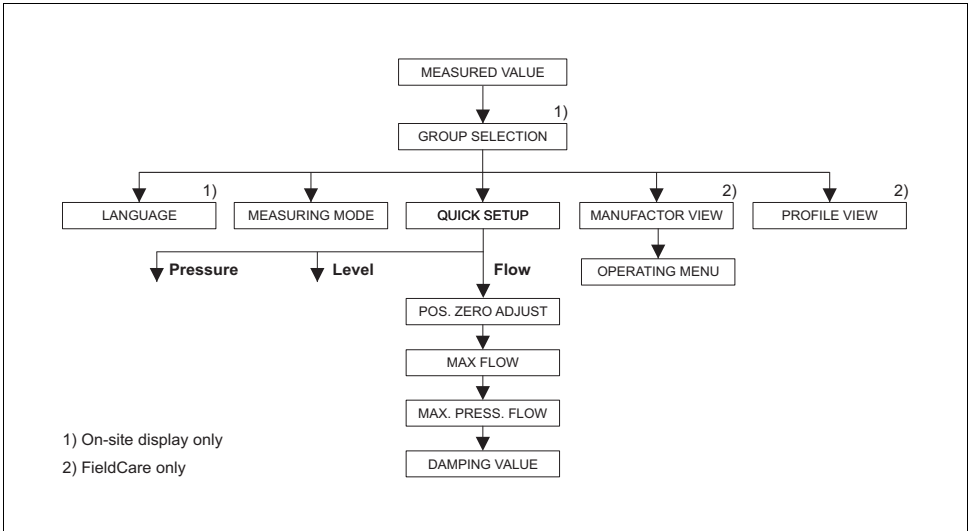 MEASURED VALUE
1)
GROUP SELECTION
1)
2)
2)
LANGUAGE
MEASURING MODE
QUICK SETUP
MANUFACTOR VIEW
PROFILE VIEW
Pressure
Level
Flow
OPERATING MENU
POS. ZERO ADJUST
MAX FLOW
MAX. PRESS. FLOW
1) On-site display only
2) FieldCare only
DAMPING VALUE